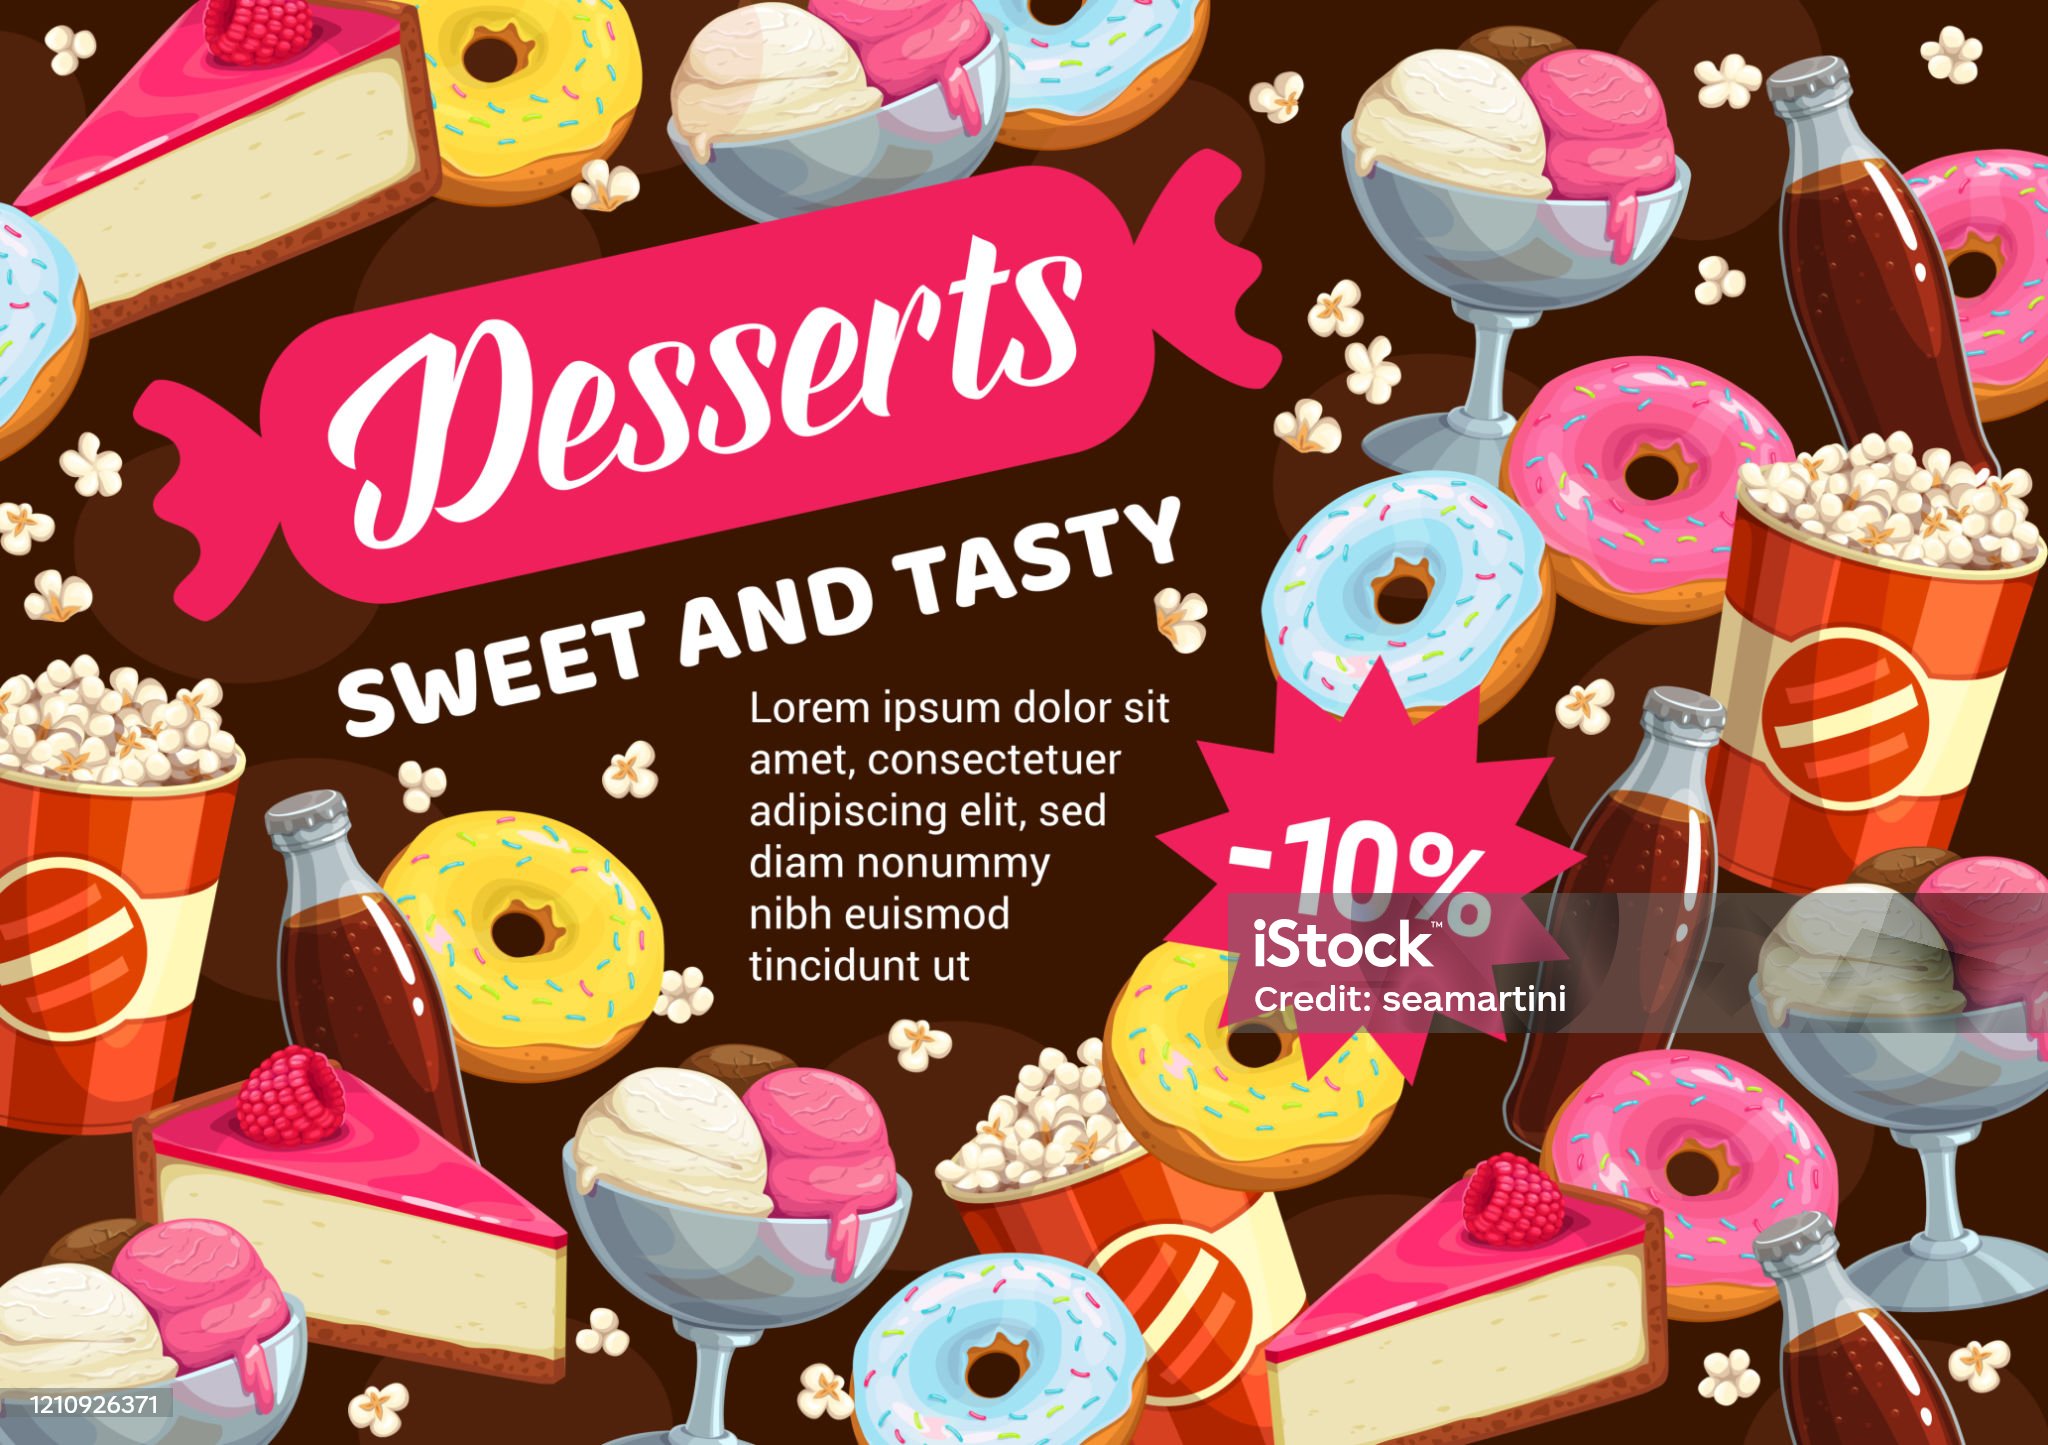 Desserts
SWEET AND TASTY
Lorem ipsum dolor sit
amet, consectetuer
adipiscing elit, sed
diam nonummy
nibh euismod
tincidunt ut
-10%
iStock™
Credit: seamartini
1210926371